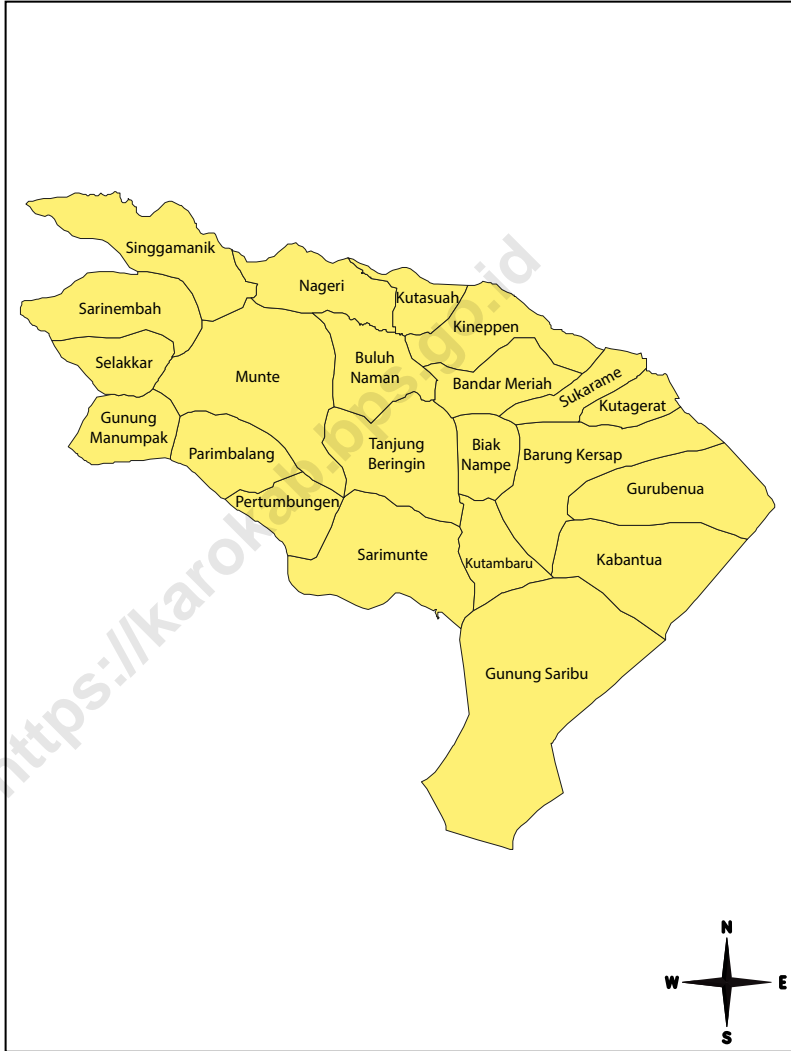 Singgamanik
Nageri
Kutasuah
Sarinembah
Kineppen
Selakkar
Munte
Buluh
Naman
Bandar Meriah
Sukarame
Kutagerat
Gunung
Manumpak
Parimbalang
Tanjung
Beringin
Biak
Nampe
Barung Kersap
Gurubenua
Pertumbungen
Sarimunte
Kutambaru
Kabantua
Gunung Saribu
https://karokab.bps.go.id
N
W
E
S